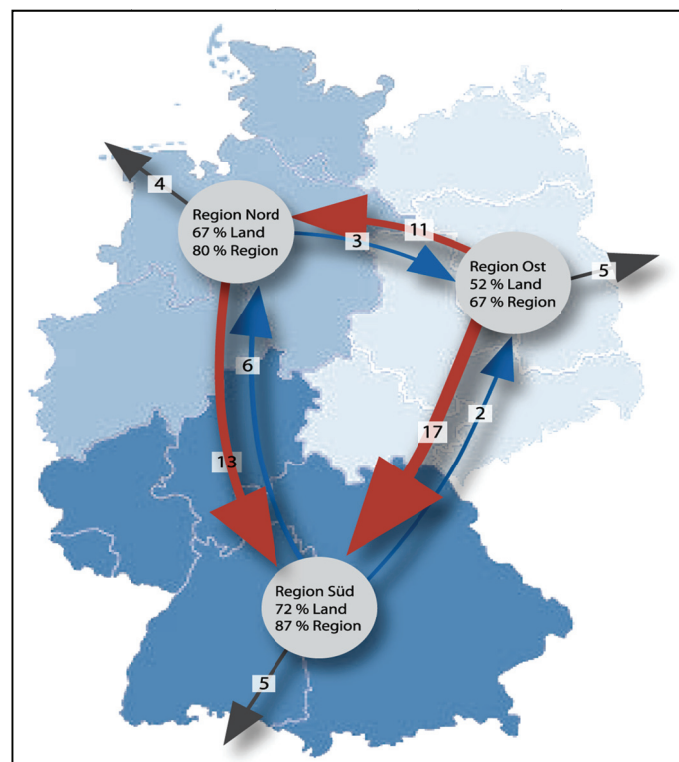 4
Region Nord
67 % Land
80 % Region
11
3
Region Ost
52 % Land
67 % Region
5
6
2
17
13
Region Süd
72 % Land
87 % Region
5